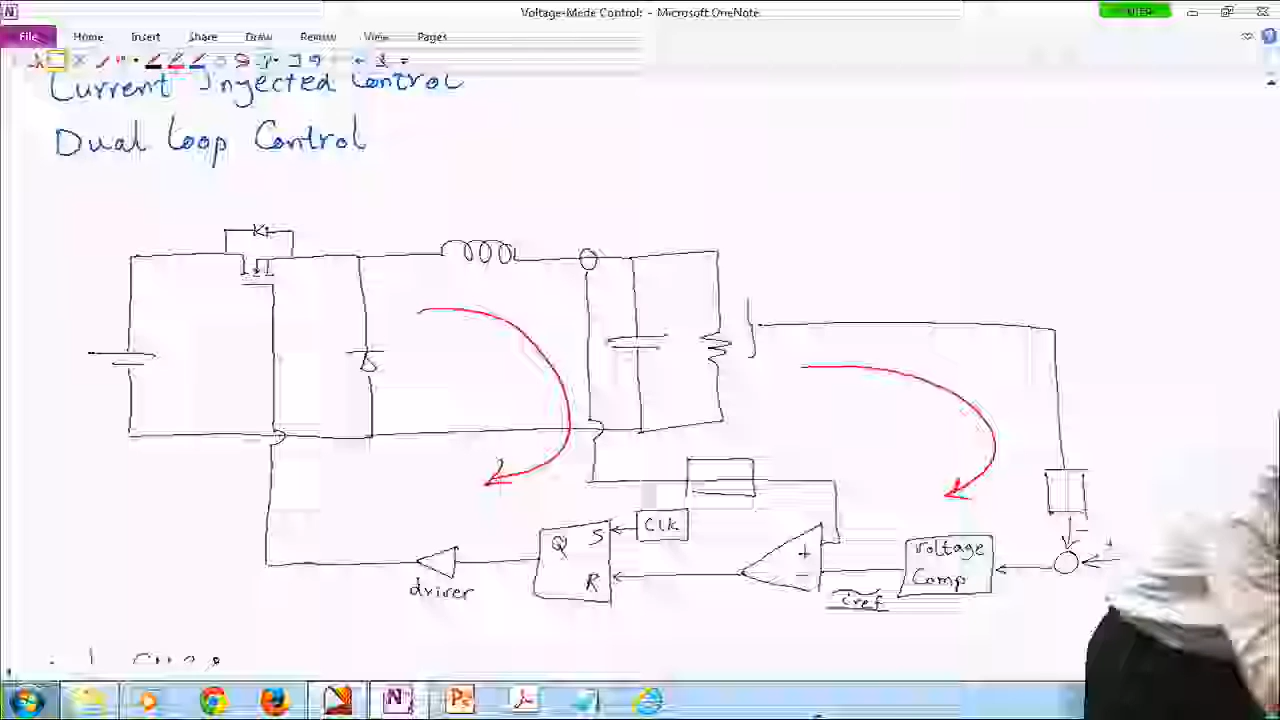 Voltage-Mode Control: - Microsoft OneNote
File Home Insert Share Draw Review View Pages
Current Injected Control
Dual Loop Control
Clk
Q S
R
+
-
driver
iref
Voltage
Comp
-
+